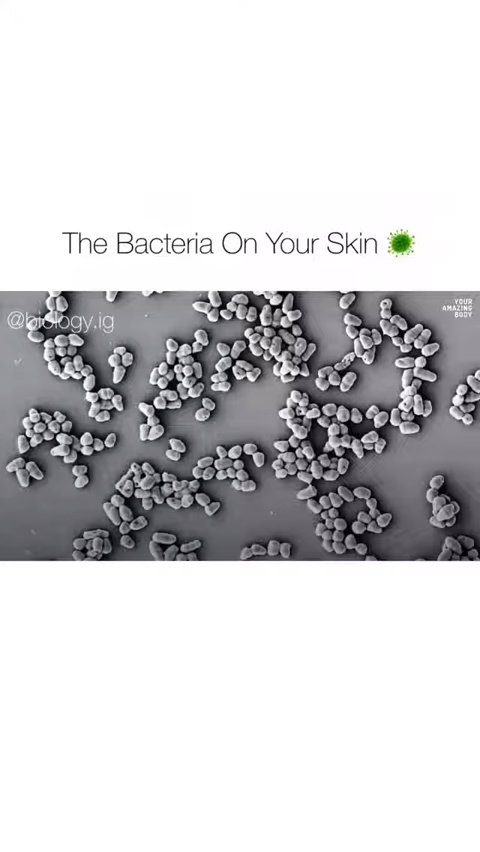 The Bacteria On Your Skin 🦠
@biology.ig
YOUR
AMAZING
BODY